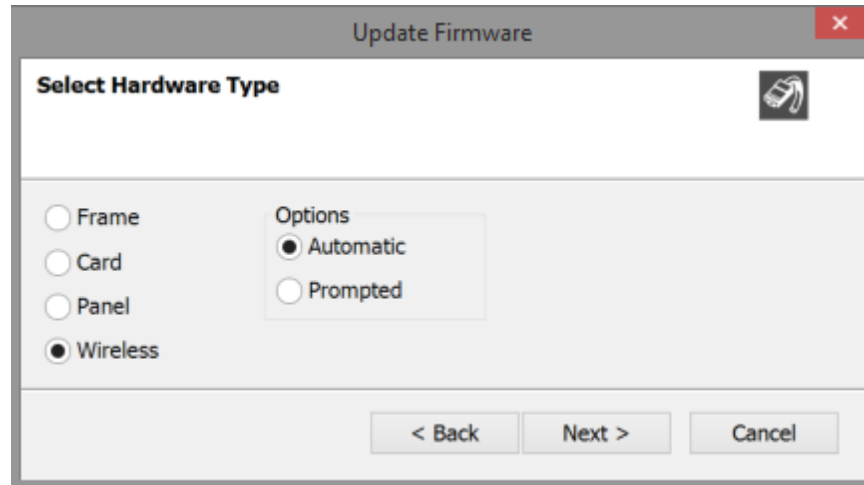 Update Firmware
Select Hardware Type
Frame
Card
Panel
Wireless
Options
Automatic
Prompted
< Back
Next >
Cancel